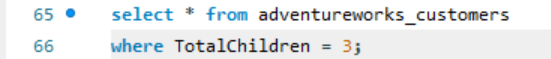 65 select * from adventureworks_customers
66 where TotalChildren = 3;